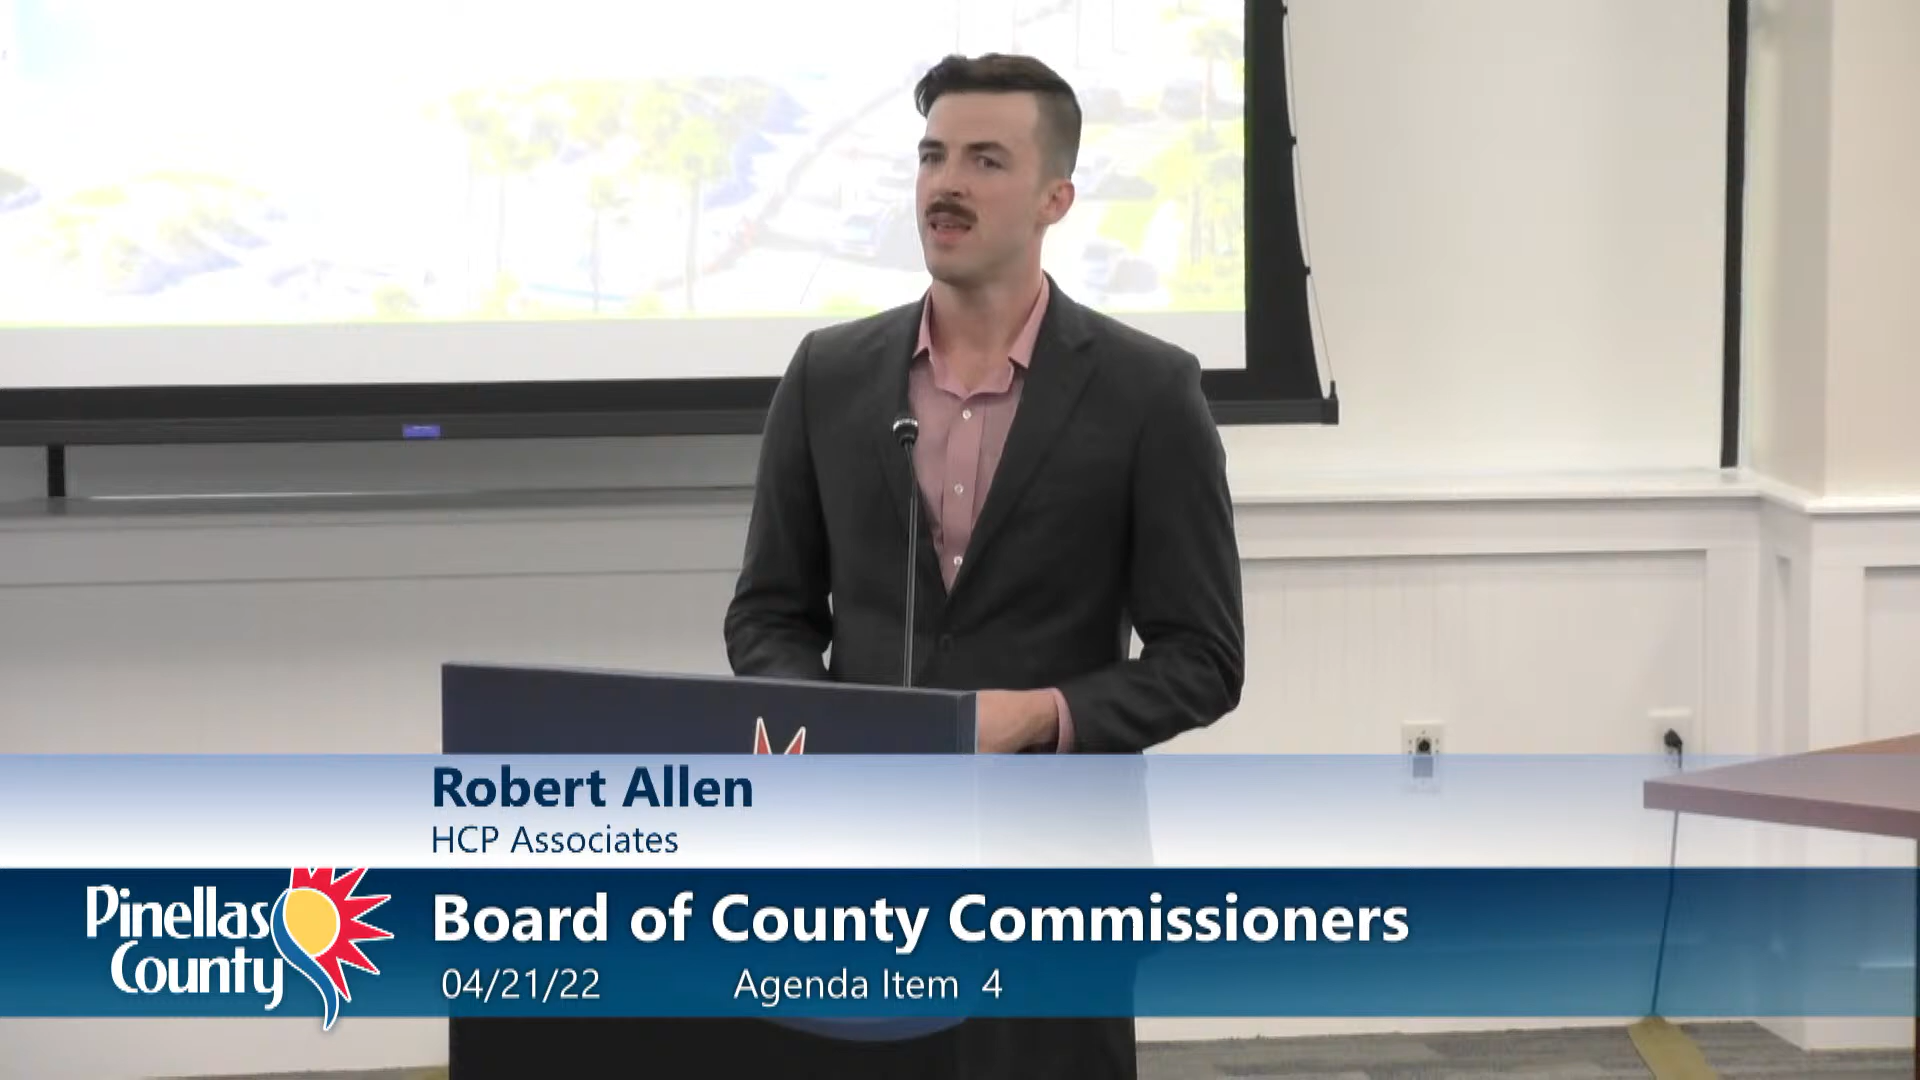 Robert Allen
HCP Associates
Pinellas
County
Board of County Commissioners
04/21/22 Agenda Item 4